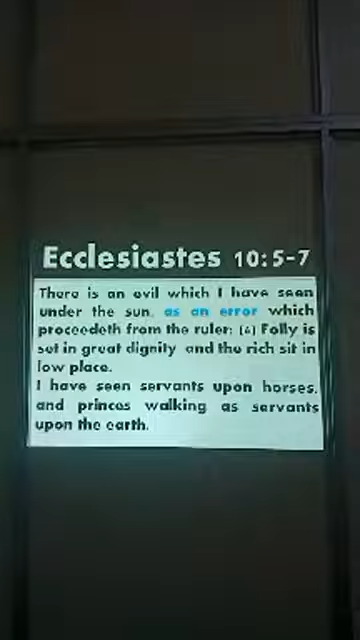 Ecclesiastes 10:5-7
There is an evil which I have seen
under the sun, as an error which
proceedeth from the ruler: (6) Folly is
set in great dignity and the rich sit in
low place.
I have seen servants upon horses,
and princes walking as servants
upon the earth.